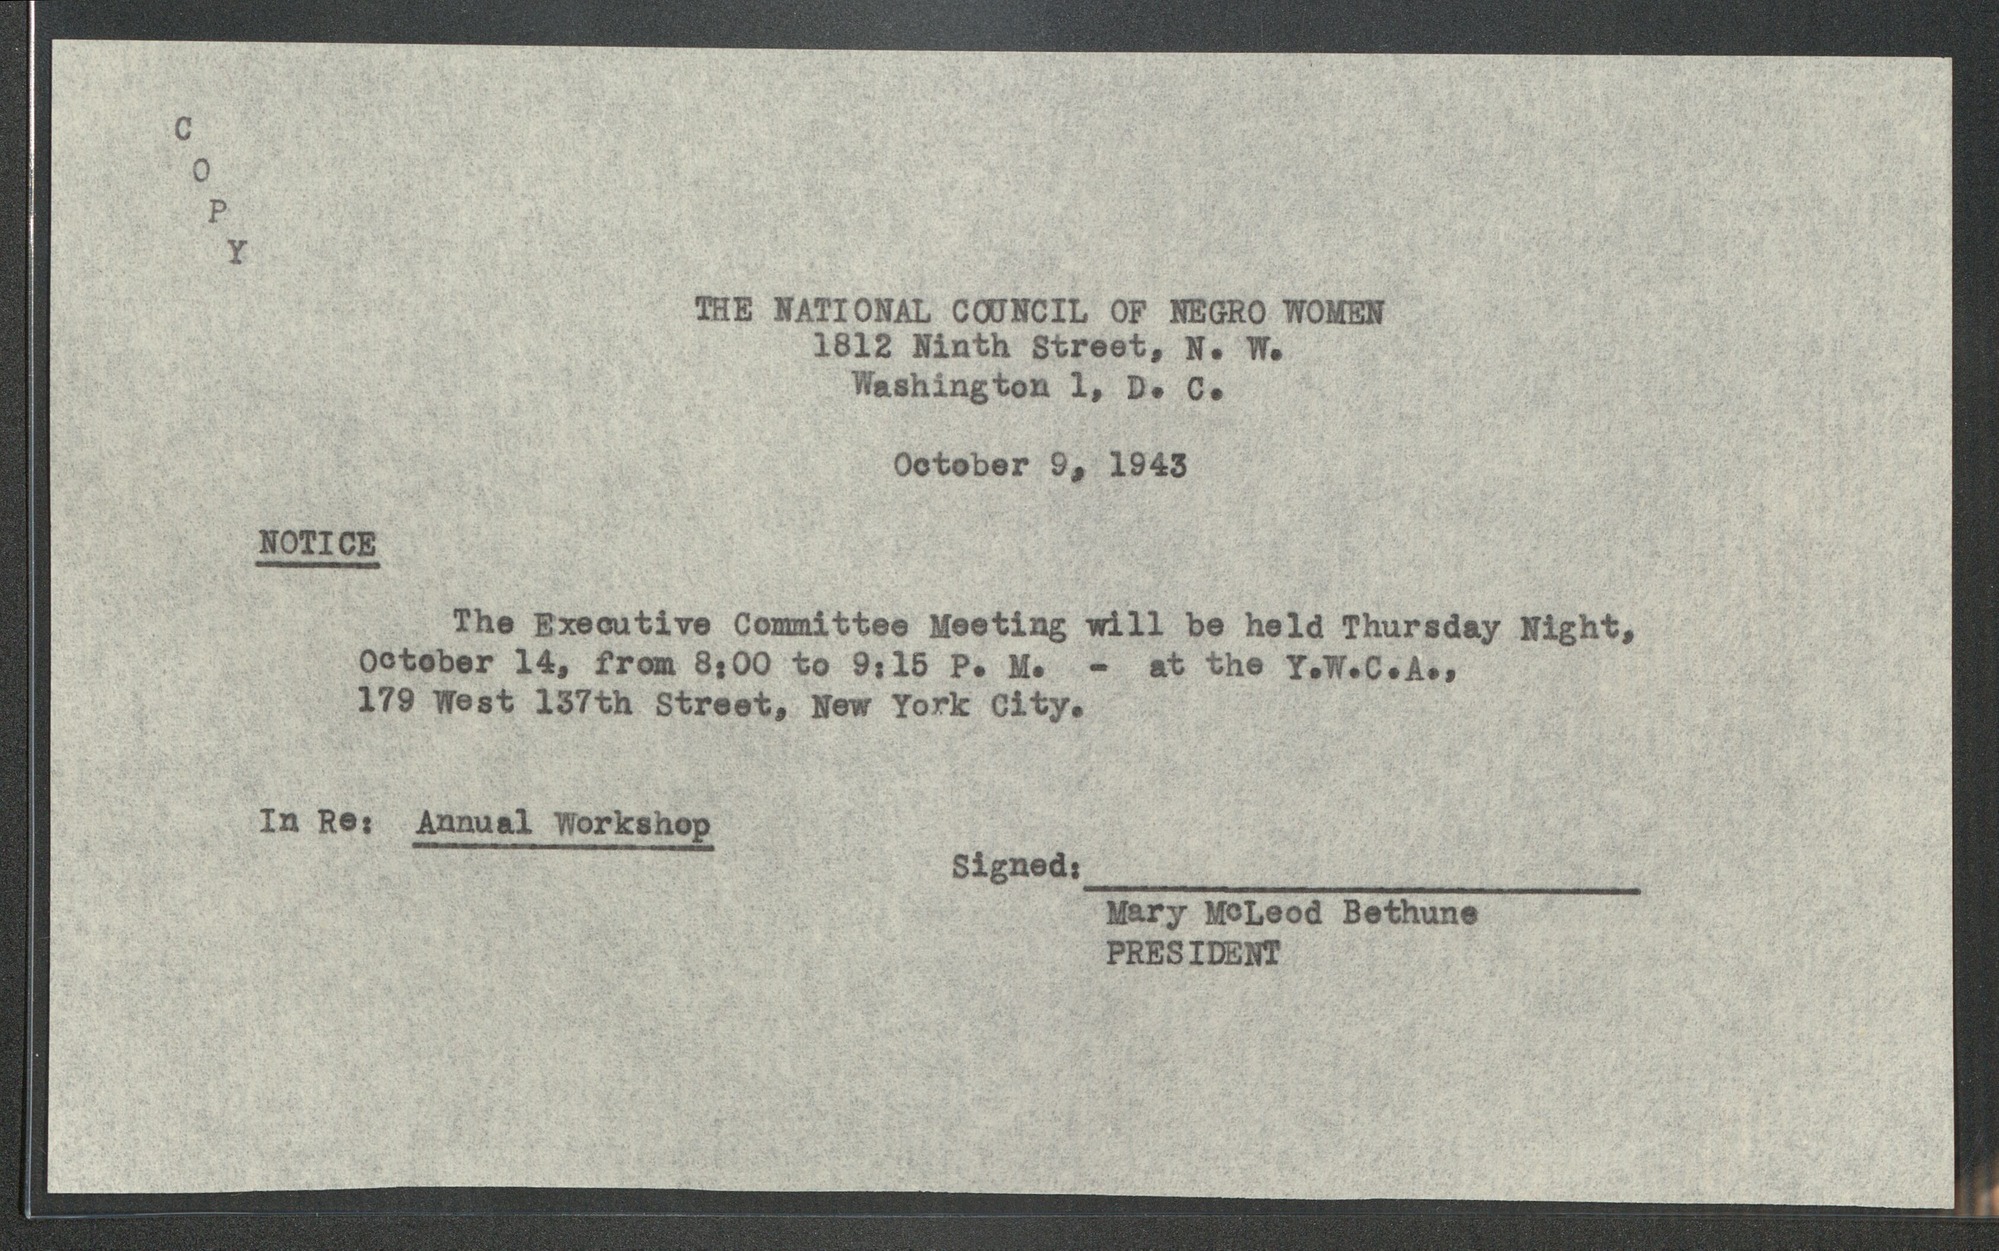 C
O
P
Y
THE NATIONAL COUNCIL OF NEGRO WOMEN
1812 Ninth Street, N. W.
Washington 1, D. C.
October 9, 1943
NOTICE
The Executive Committee Meeting will be held Thursday Night,
October 14, from 8:00 to 9:15 P. M. - at the Y.W.C.A.,
179 West 137th Street, New York City.
In Re: Annual Workshop
Signed:
Mary McLeod Bethune
PRESIDENT